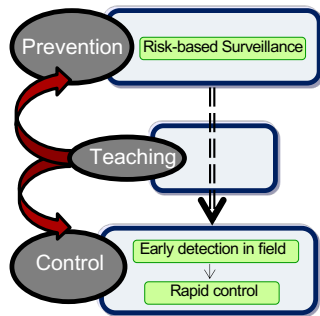 Prevention
Risk-based Surveillance
Teaching
Control
Early detection in field
Rapid control